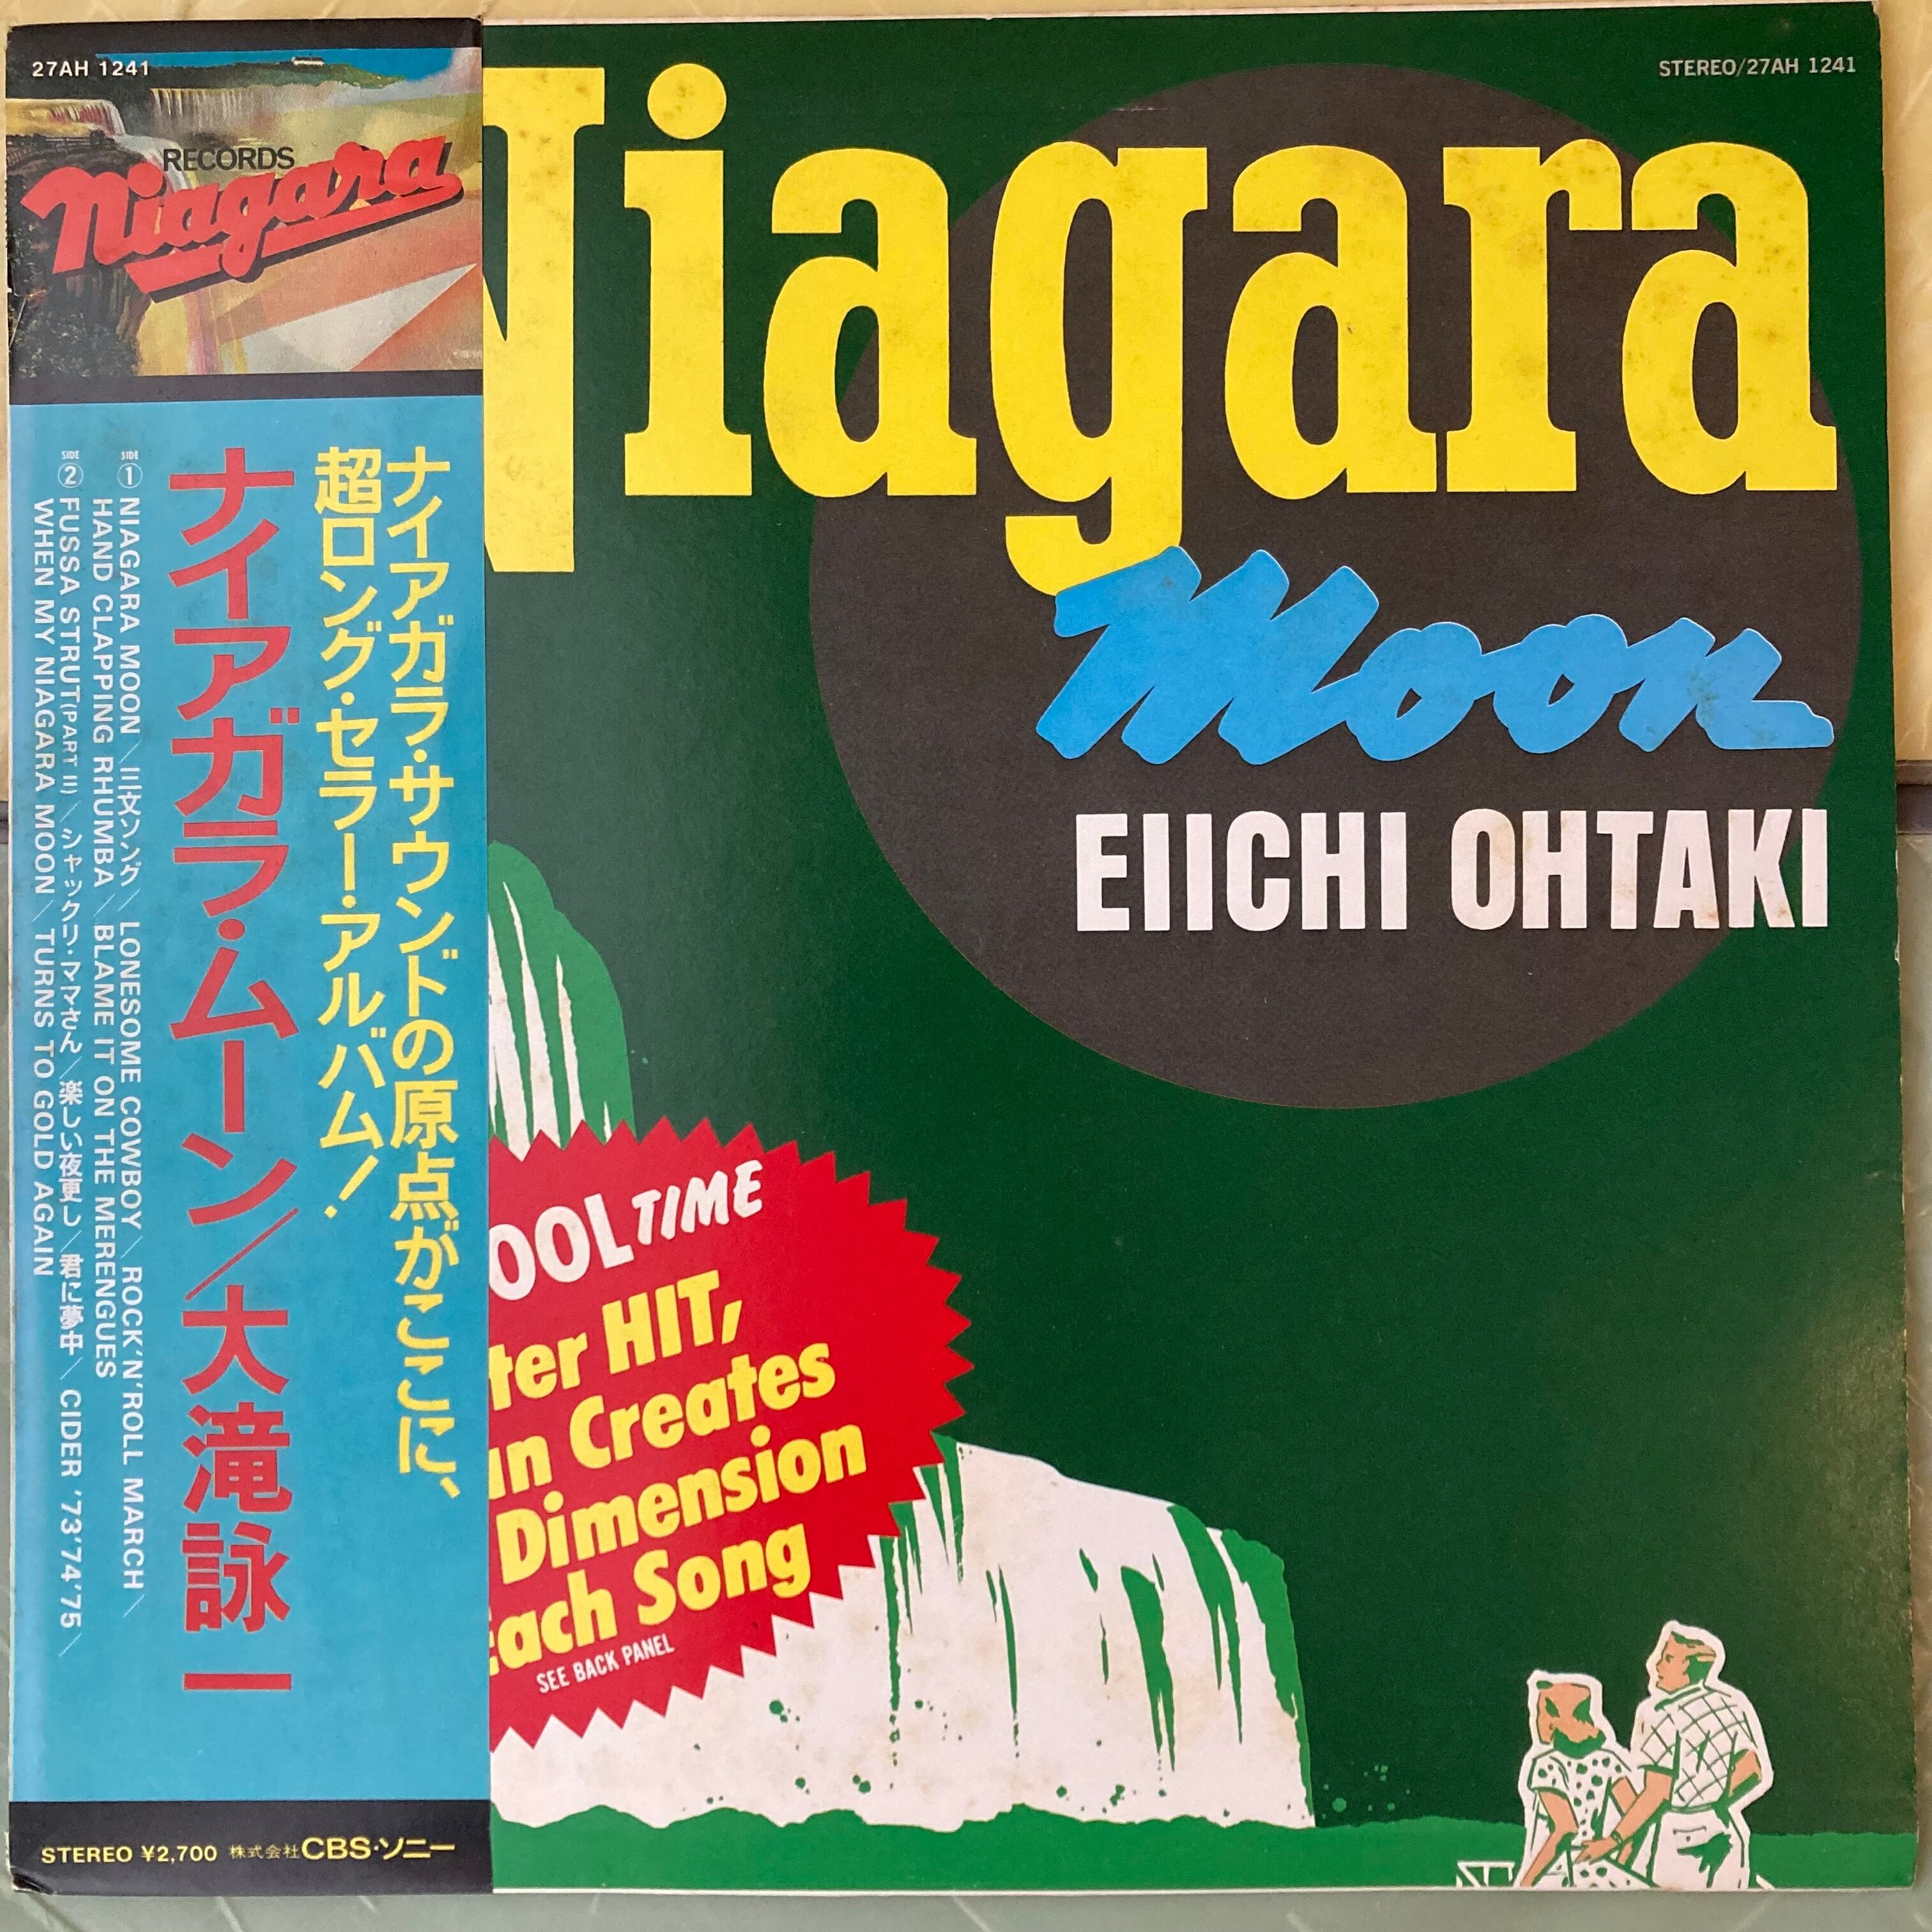 27AH 1241
RECORDS
Niagara
ナイアガラ・サウンドの原点がここに、
超ロング・セラー・アルバム!
ナイアガラ・ムーン/大滝詠一
SIDE ① NIAGARA MOON / 三文ソング / LONESOME COWBOY / ROCK'N'ROLL MARCH /
HAND CLAPPING RHUMBA / BLAME IT ON THE MERENGUES
SIDE ② FUSSA STRUT(PART II) / シャックリ・ママさん / 楽しい夜更し / 君に夢中 / CIDER '73'74'75 /
WHEN MY NIAGARA MOON / TURNS TO GOLD AGAIN
STEREO ¥2,700 株式会社CBS・ソニー
STEREO/27AH 1241
Niagara
Moon
EIICHI OHTAKI
OOL TIME
ter HIT,
un Creates
Dimension
Each Song
SEE BACK PANEL